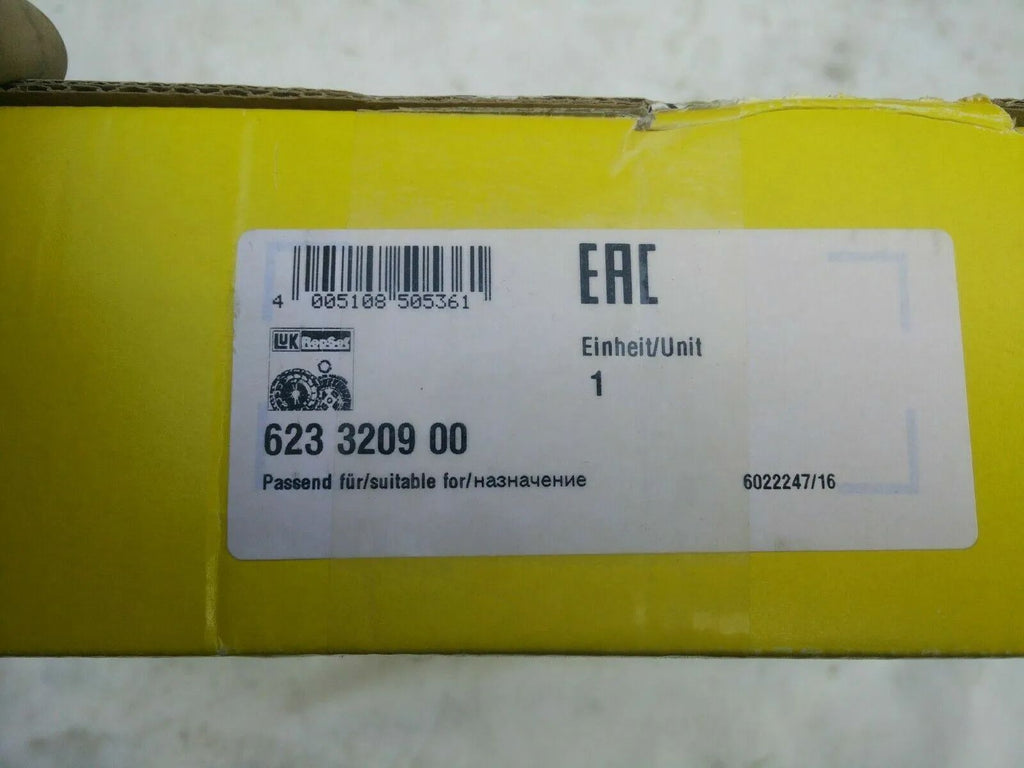 EAC
4 005108 505361
LuK RepSet
Einheit/Unit
1
623 3209 00
Passend für/suitable for/назначение
6022247/16